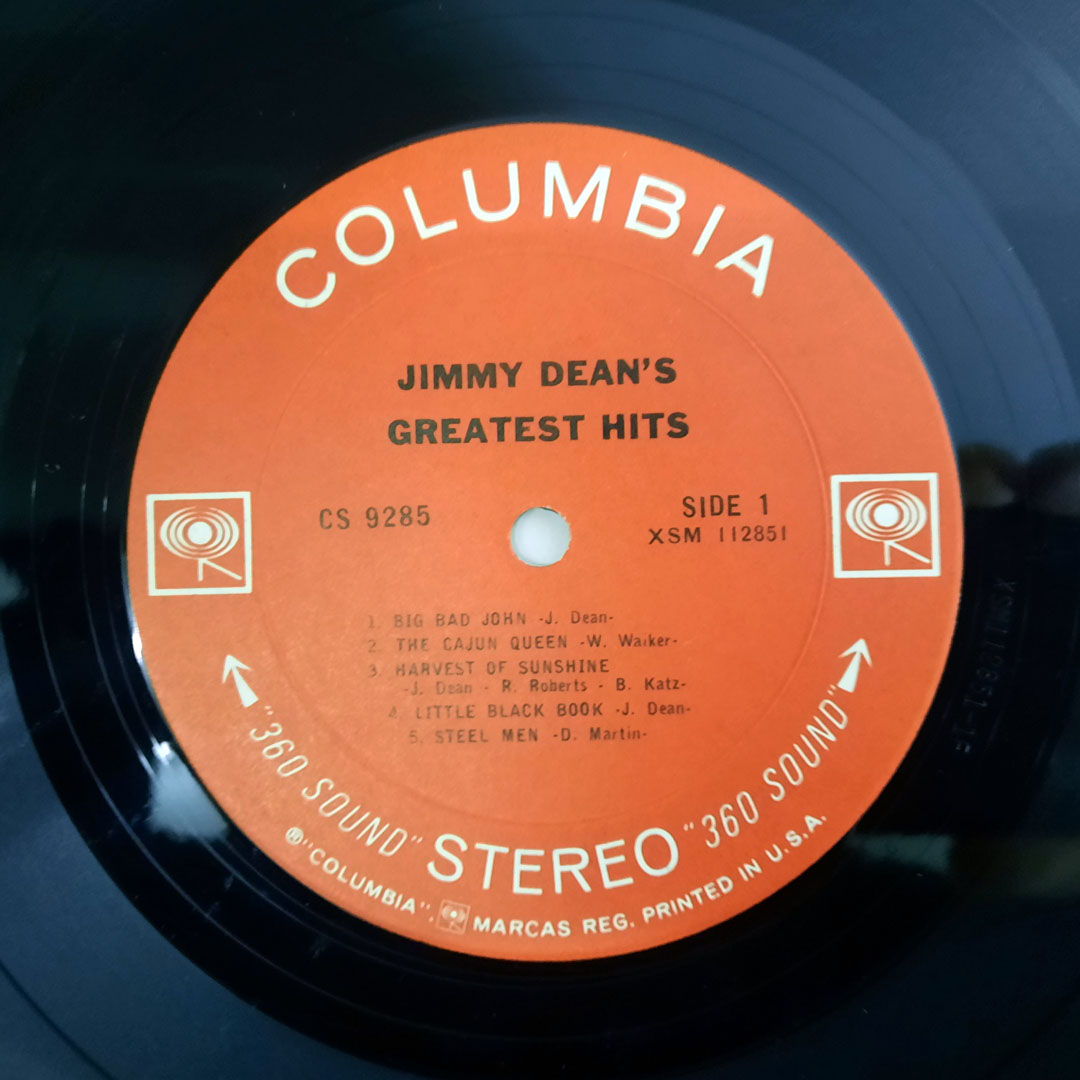 COLUMBIA
JIMMY DEAN'S
GREATEST HITS
CS 9285
SIDE 1
XSM 112851
1. BIG BAD JOHN -J. Dean-
2. THE CAJUN QUEEN -W. Walker-
3. HARVEST OF SUNSHINE
-J. Dean - R. Roberts - B. Katz-
4. LITTLE BLACK BOOK -J. Dean-
5. STEEL MEN -D. Martin-
"360 SOUND" STEREO "360 SOUND"
® "COLUMBIA", MARCAS REG. PRINTED IN U.S.A.
XSM112851-1F